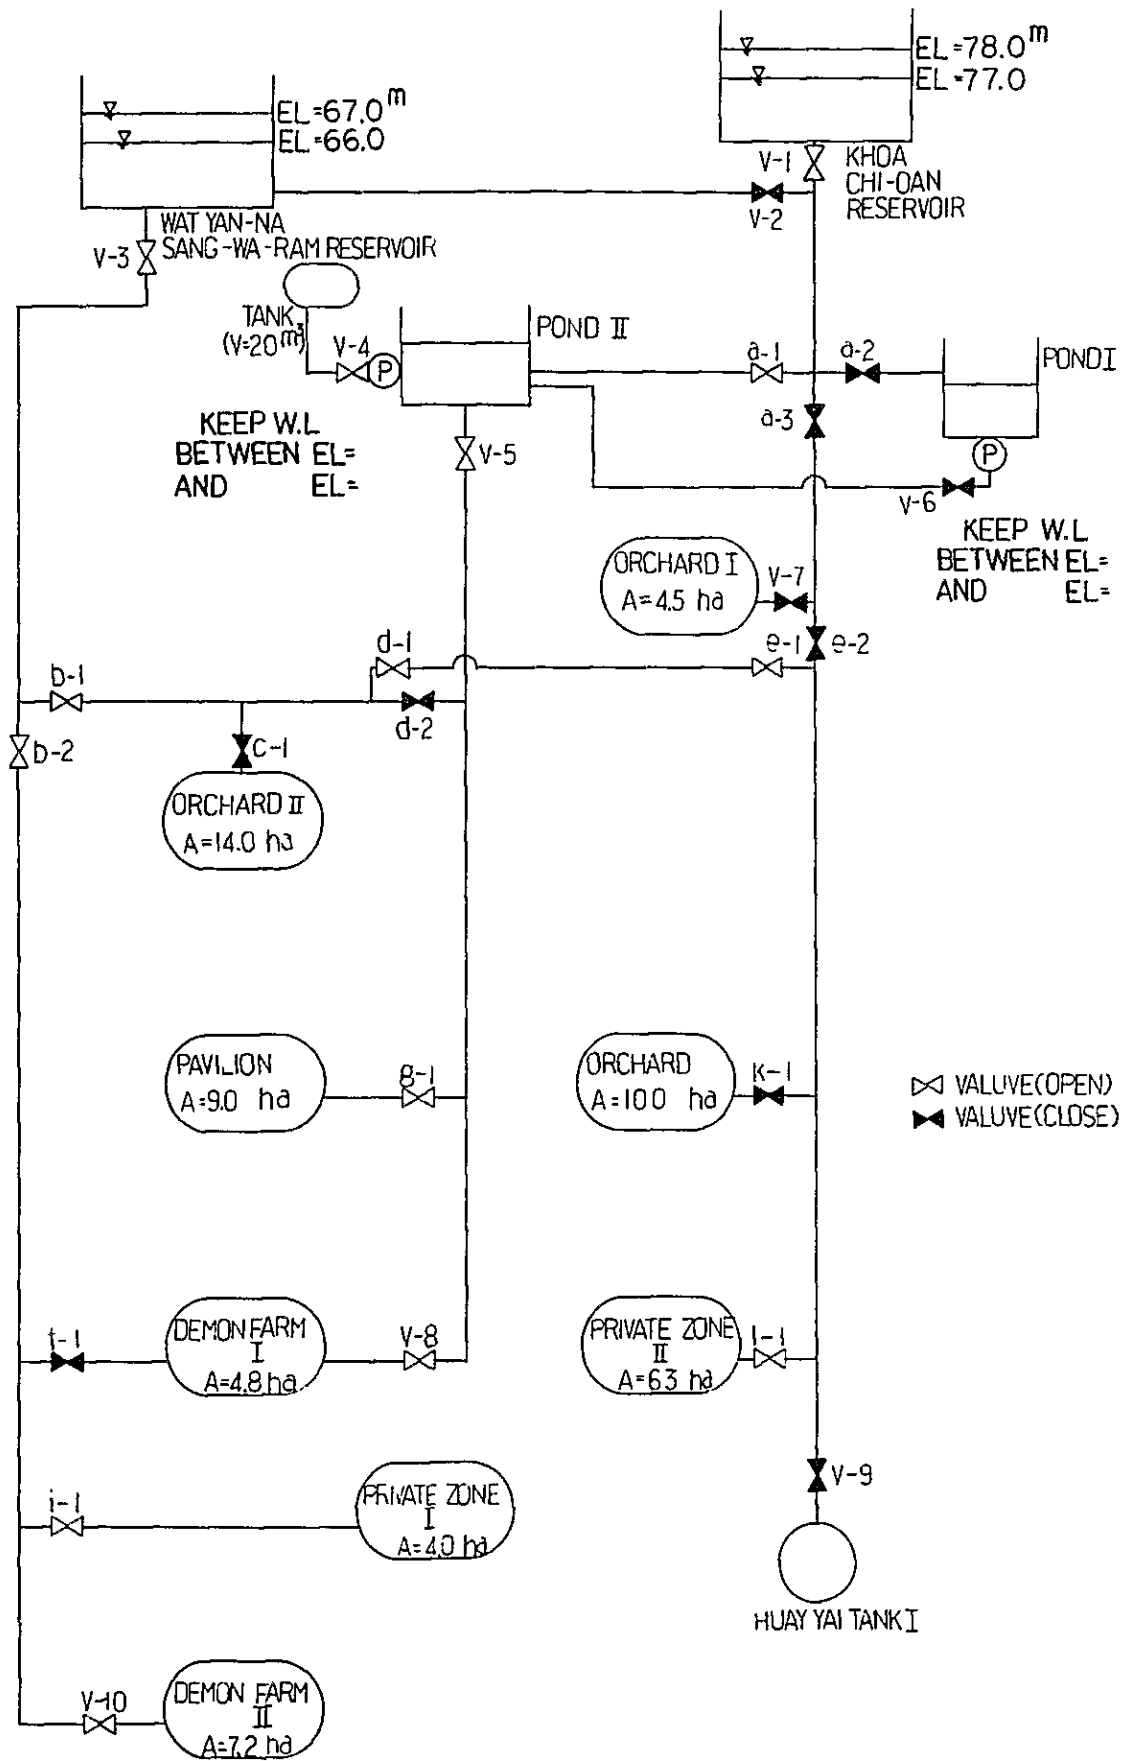 EL=78.0m
EL=77.0
EL=67.0m
EL=66.0
V-1
KHOA
CHI-OAN
RESERVOIR
V-2
WAT YAN-NA
SANG-WA-RAM RESERVOIR
V-3
TANK
(V=20m3)
V-4
P
POND II
a-1
a-2
POND I
a-3
KEEP W.L
BETWEEN EL=
AND EL=
V-5
P
V-6
KEEP W.L
BETWEEN EL=
AND EL=
ORCHARD I
A=4.5 ha
V-7
e-1
e-2
d-1
b-1
d-2
b-2
C-1
ORCHARD II
A=14.0 ha
PAVILION
A=9.0 ha
g-1
ORCHARD
A=100 ha
K-1
VALUVE(OPEN)
VALUVE(CLOSE)
f-1
DEMON FARM
I
A=4.8 ha
V-8
PRIVATE ZONE
II
A=63 ha
l-1
V-9
i-1
PRIVATE ZONE
I
A=4.0 ha
HUAY YAI TANK I
V-10
DEMON FARM
II
A=7.2 ha